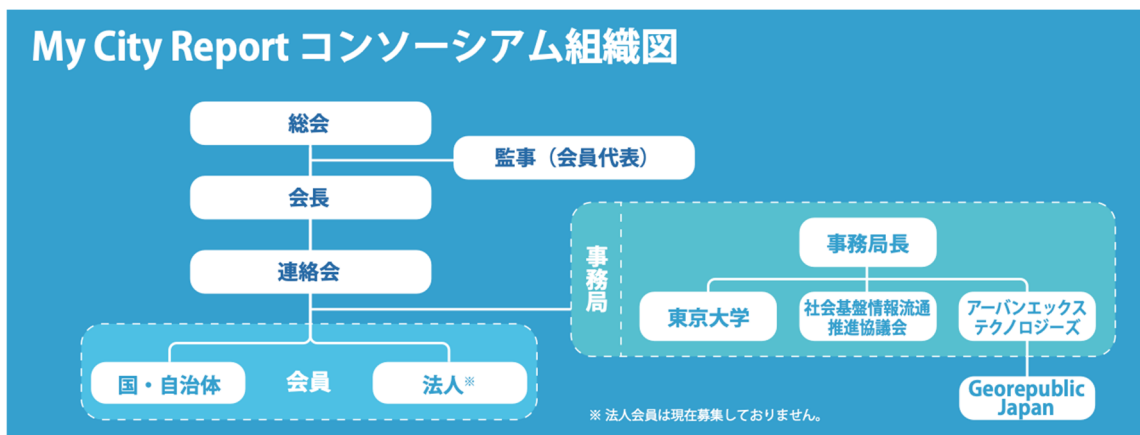 My City Report コンソーシアム組織図
総会
監事（会員代表）
会長
連絡会
事務局
事務局長
東京大学
社会基盤情報流通
推進協議会
アーバンエックス
テクノロジーズ
Georepublic
Japan
国・自治体
会員
法人※
※ 法人会員は現在募集しておりません。